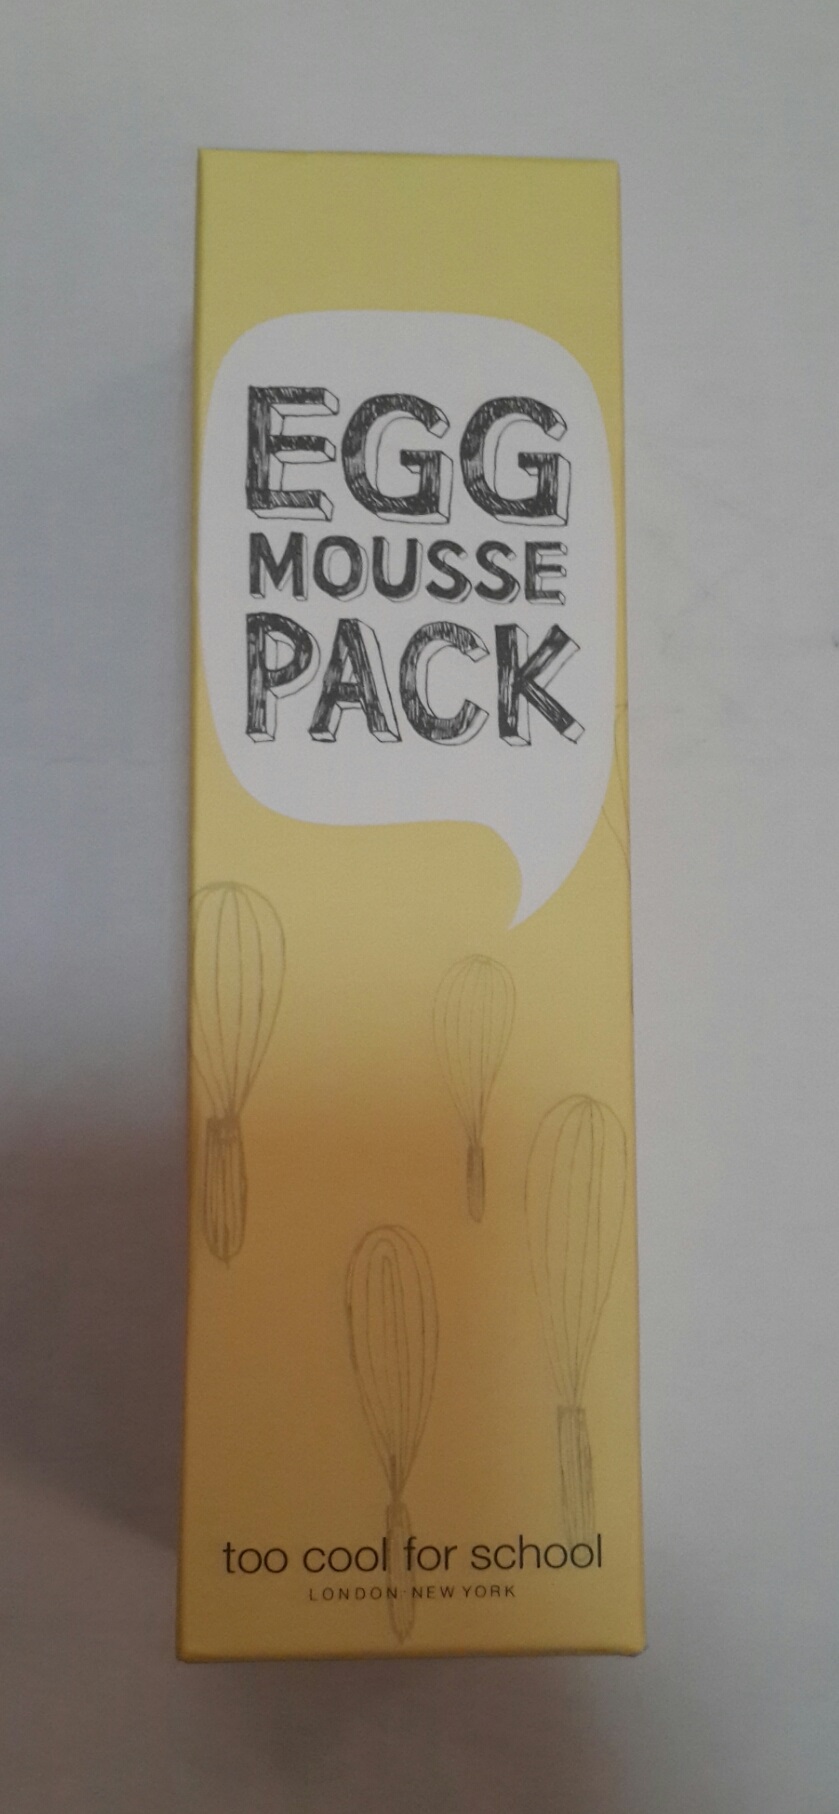 EGG
MOUSSE
PACK
too cool for school
LONDON·NEW YORK